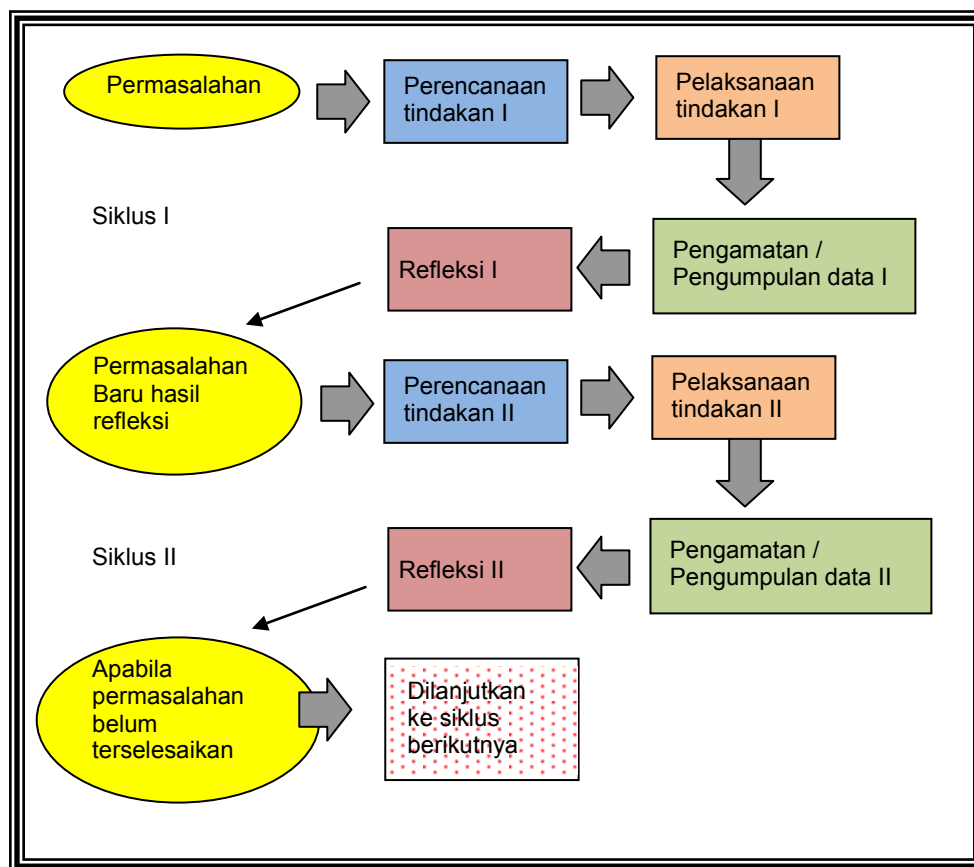 Permasalahan
Perencanaan
tindakan I
Pelaksanaan
tindakan I
Siklus I
Pengamatan /
Pengumpulan data I
Refleksi I
Permasalahan
Baru hasil
refleksi
Perencanaan
tindakan II
Pelaksanaan
tindakan II
Siklus II
Pengamatan /
Pengumpulan data II
Refleksi II
Apabila
permasalahan
belum
terselesaikan
Dilanjutkan
ke siklus
berikutnya